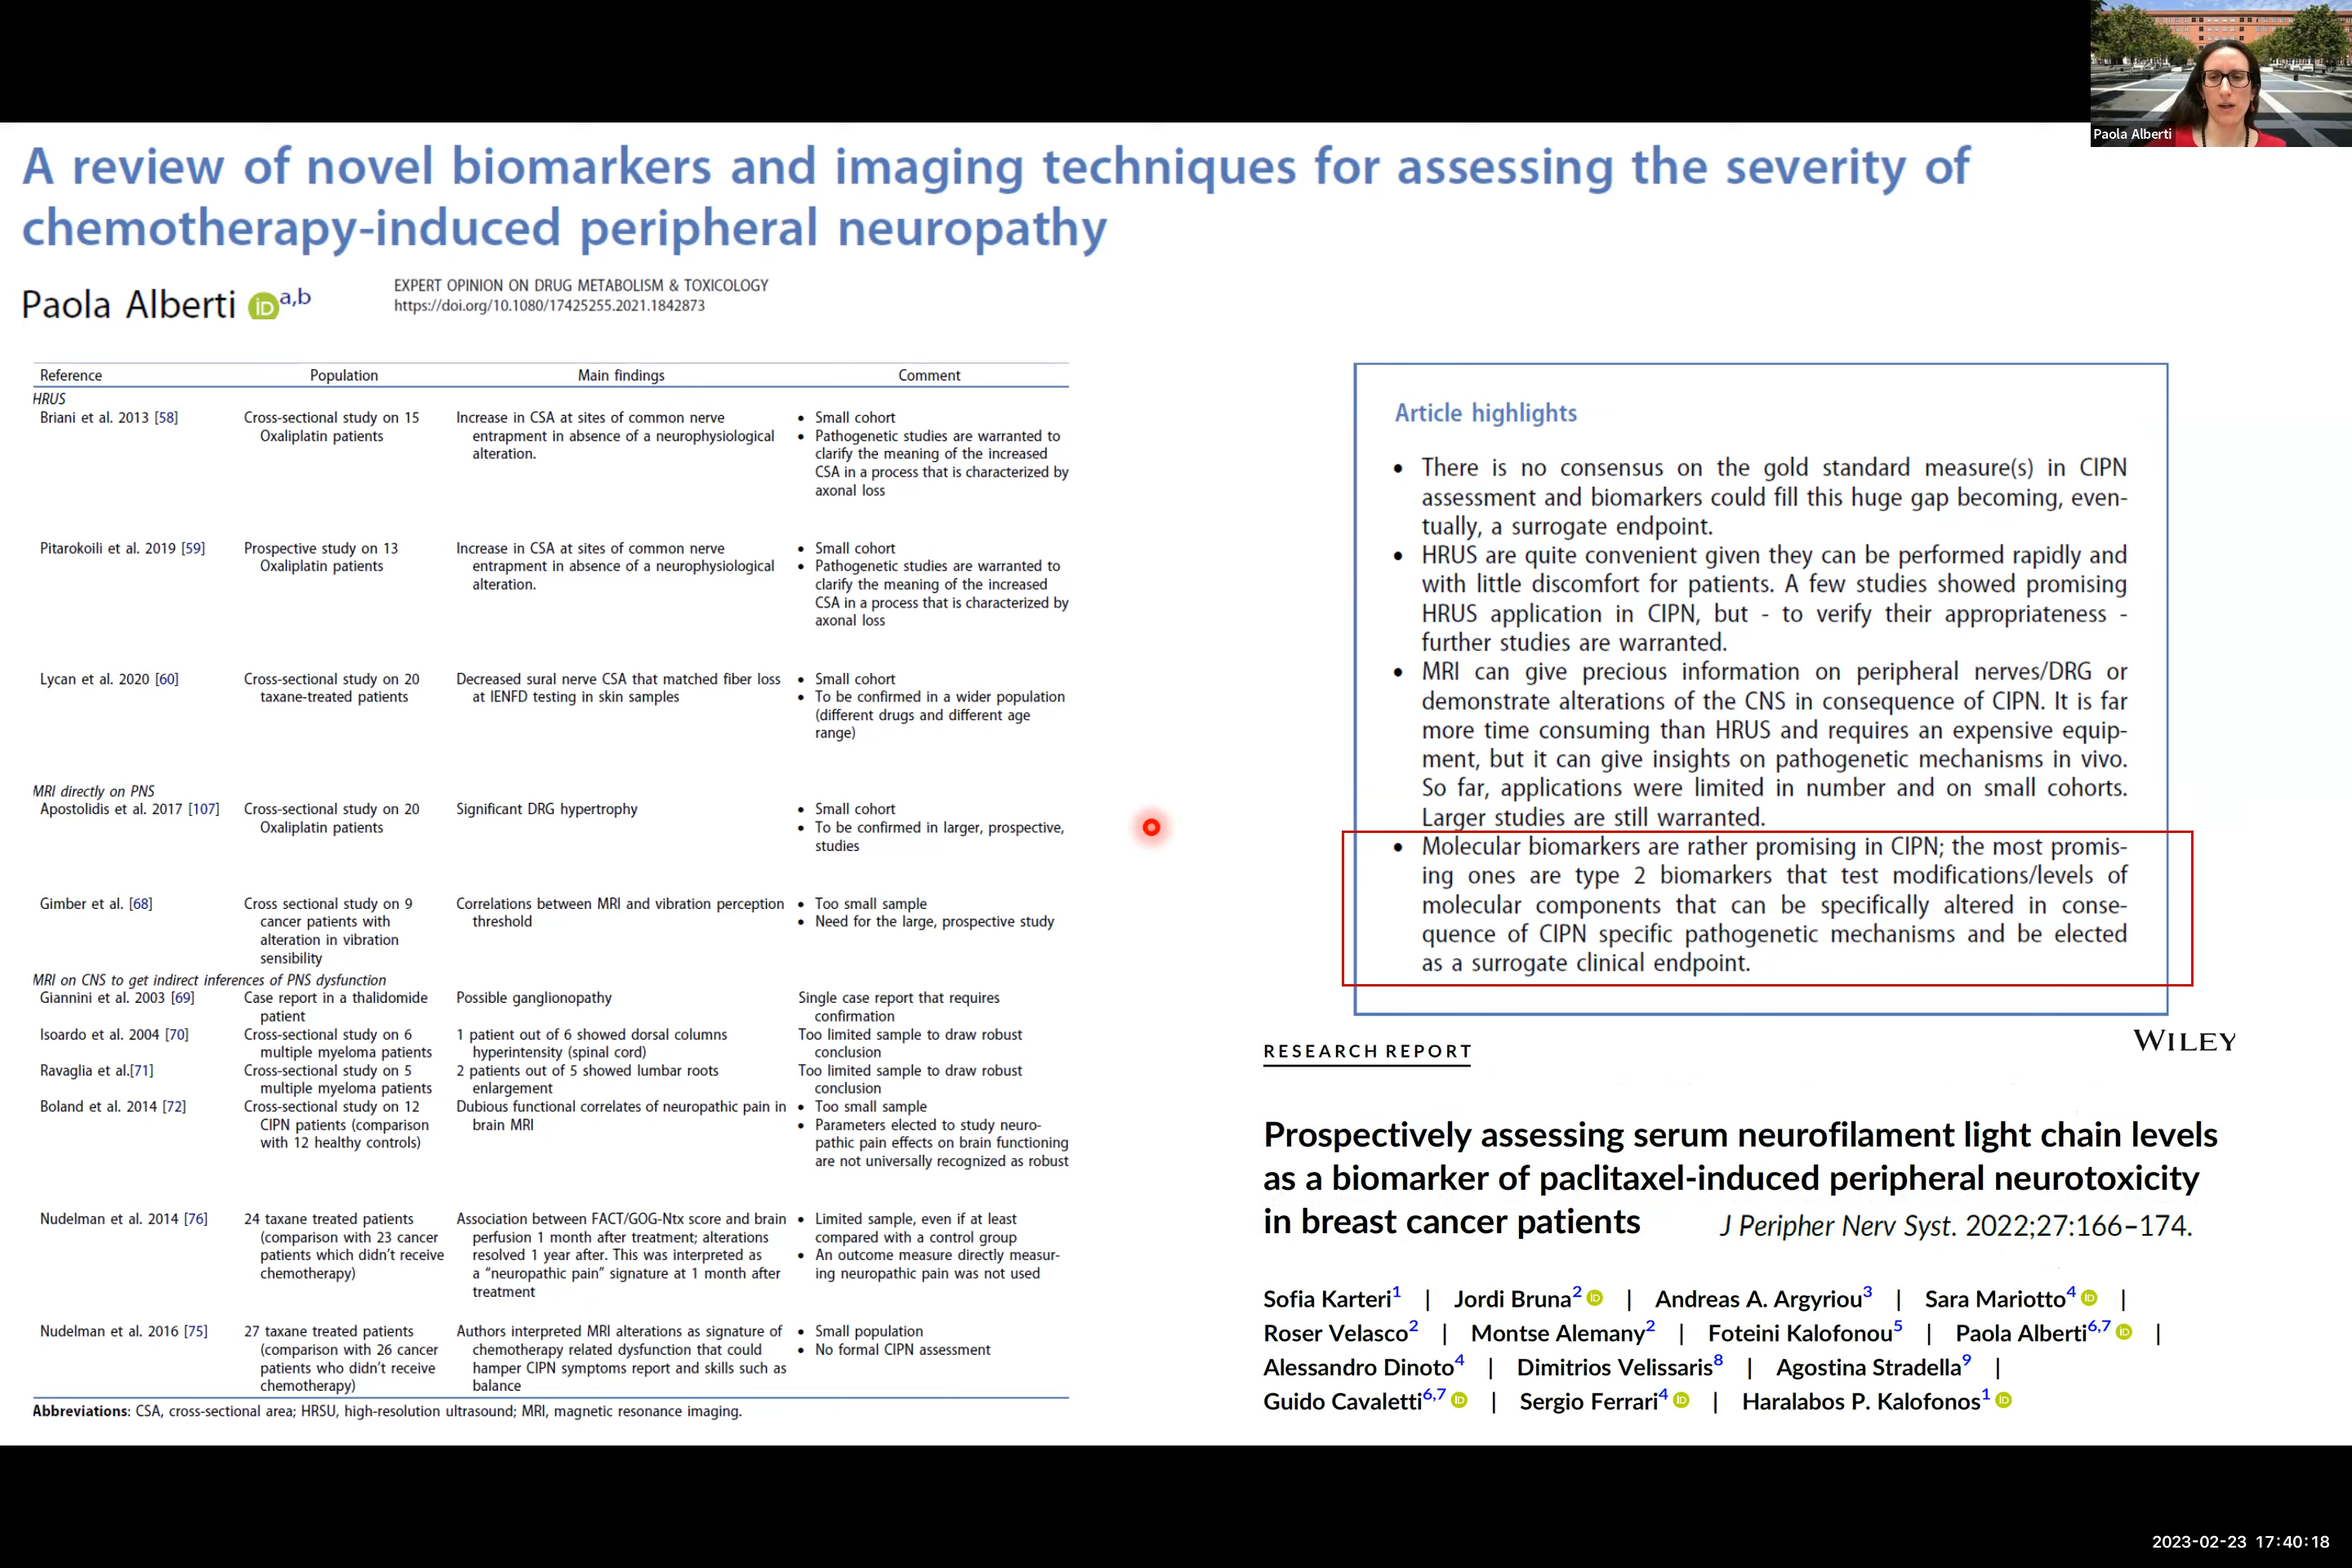 Paola Alberti
A review of novel biomarkers and imaging techniques for assessing the severity of
chemotherapy-induced peripheral neuropathy
Paola Alberti iD a,b
EXPERT OPINION ON DRUG METABOLISM & TOXICOLOGY
https://doi.org/10.1080/17425255.2021.1842873
Reference Population Main findings Comment
HRUS
Briani et al. 2013 [58] Cross-sectional study on 15 Increase in CSA at sites of common nerve • Small cohort
Oxaliplatin patients entrapment in absence of a neurophysiological • Pathogenetic studies are warranted to
alteration. clarify the meaning of the increased
CSA in a process that is characterized by
axonal loss
Pitarokoili et al. 2019 [59] Prospective study on 13 Increase in CSA at sites of common nerve • Small cohort
Oxaliplatin patients entrapment in absence of a neurophysiological • Pathogenetic studies are warranted to
alteration. clarify the meaning of the increased
CSA in a process that is characterized by
axonal loss
Lycan et al. 2020 [60] Cross-sectional study on 20 Decreased sural nerve CSA that matched fiber loss • Small cohort
taxane-treated patients at IENFD testing in skin samples • To be confirmed in a wider population
(different drugs and different age
range)
MRI directly on PNS
Apostolidis et al. 2017 [107] Cross-sectional study on 20 Significant DRG hypertrophy • Small cohort
Oxaliplatin patients • To be confirmed in larger, prospective,
studies
Gimber et al. [68] Cross sectional study on 9 Correlations between MRI and vibration perception • Too small sample
cancer patients with threshold • Need for the large, prospective study
alteration in vibration
sensibility
MRI on CNS to get indirect inferences of PNS dysfunction
Giannini et al. 2003 [69] Case report in a thalidomide Possible ganglionopathy Single case report that requires
patient confirmation
Isoardo et al. 2004 [70] Cross-sectional study on 6 1 patient out of 6 showed dorsal columns Too limited sample to draw robust
multiple myeloma patients hyperintensity (spinal cord) conclusion
Ravaglia et al.[71] Cross-sectional study on 5 2 patients out of 5 showed lumbar roots Too limited sample to draw robust
multiple myeloma patients enlargement conclusion
Boland et al. 2014 [72] Cross-sectional study on 12 Dubious functional correlates of neuropathic pain in • Too small sample
CIPN patients (comparison brain MRI • Parameters elected to study neuro-
with 12 healthy controls) pathic pain effects on brain functioning
are not universally recognized as robust
Nudelman et al. 2014 [76] 24 taxane treated patients Association between FACT/GOG-Ntx score and brain • Limited sample, even if at least
(comparison with 23 cancer perfusion 1 month after treatment; alterations compared with a control group
patients which didn't receive resolved 1 year after. This was interpreted as • An outcome measure directly measur-
chemotherapy) a "neuropathic pain" signature at 1 month after ing neuropathic pain was not used
treatment
Nudelman et al. 2016 [75] 27 taxane treated patients Authors interpreted MRI alterations as signature of • Small population
(comparison with 26 cancer chemotherapy related dysfunction that could • No formal CIPN assessment
patients who didn't receive hamper CIPN symptoms report and skills such as
chemotherapy) balance
Abbreviations: CSA, cross-sectional area; HRSU, high-resolution ultrasound; MRI, magnetic resonance imaging.
Article highlights
• There is no consensus on the gold standard measure(s) in CIPN
assessment and biomarkers could fill this huge gap becoming, even-
tually, a surrogate endpoint.
• HRUS are quite convenient given they can be performed rapidly and
with little discomfort for patients. A few studies showed promising
HRUS application in CIPN, but - to verify their appropriateness -
further studies are warranted.
• MRI can give precious information on peripheral nerves/DRG or
demonstrate alterations of the CNS in consequence of CIPN. It is far
more time consuming than HRUS and requires an expensive equip-
ment, but it can give insights on pathogenetic mechanisms in vivo.
So far, applications were limited in number and on small cohorts.
Larger studies are still warranted.
• Molecular biomarkers are rather promising in CIPN; the most promis-
ing ones are type 2 biomarkers that test modifications/levels of
molecular components that can be specifically altered in conse-
quence of CIPN specific pathogenetic mechanisms and be elected
as a surrogate clinical endpoint.
WILEY
RESEARCH REPORT
Prospectively assessing serum neurofilament light chain levels
as a biomarker of paclitaxel-induced peripheral neurotoxicity
in breast cancer patients J Peripher Nerv Syst. 2022;27:166–174.
Sofia Karteri1 | Jordi Bruna2 iD | Andreas A. Argyriou3 | Sara Mariotto4 iD |
Roser Velasco2 | Montse Alemany2 | Foteini Kalofonou5 | Paola Alberti6,7 iD |
Alessandro Dinoto4 | Dimitrios Velissaris8 | Agostina Stradella9 |
Guido Cavaletti6,7 iD | Sergio Ferrari4 iD | Haralabos P. Kalofonos1 iD
2023-02-23 17:40:18